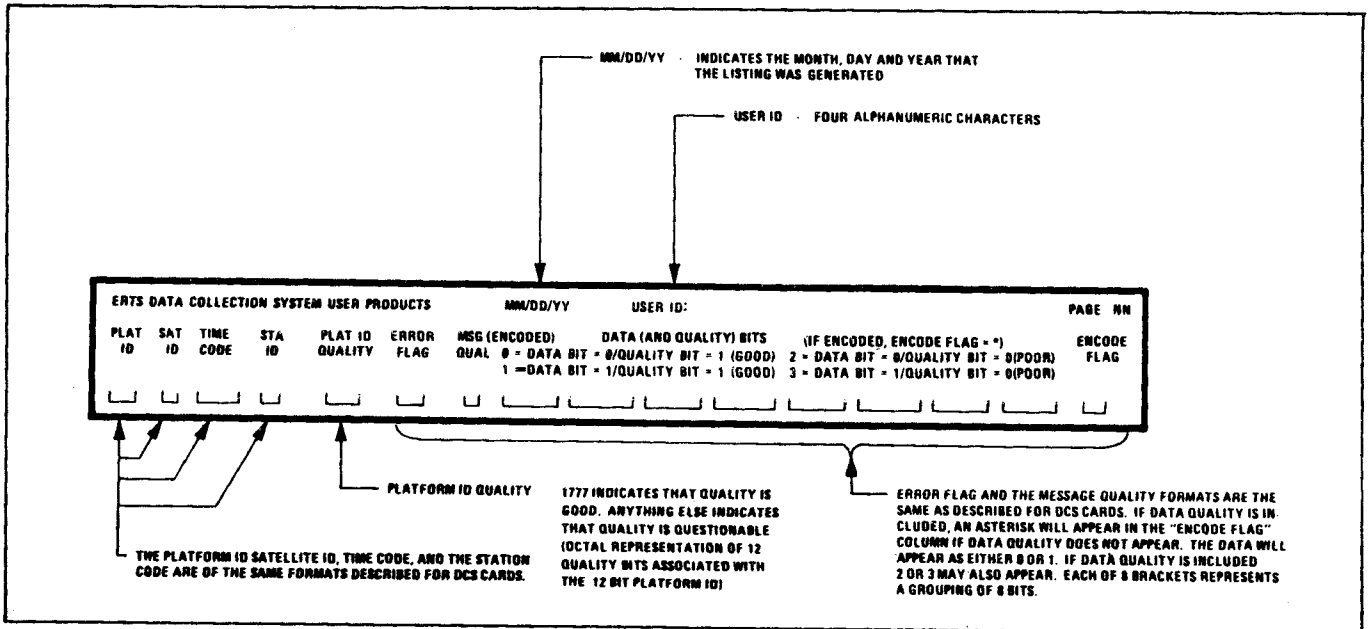 MM/DD/YY - INDICATES THE MONTH, DAY AND YEAR THAT
THE LISTING WAS GENERATED
USER ID - FOUR ALPHANUMERIC CHARACTERS
ERTS DATA COLLECTION SYSTEM USER PRODUCTS MM/DD/YY USER ID: PAGE NN
PLAT ID
SAT ID
TIME CODE
STA ID
PLAT ID QUALITY
ERROR FLAG
MSG (ENCODED) DATA (AND QUALITY) BITS (IF ENCODED, ENCODE FLAG = *)
QUAL 0 = DATA BIT = 0/QUALITY BIT = 1 (GOOD) 2 = DATA BIT = 0/QUALITY BIT = 0(POOR)
1 =DATA BIT = 1/QUALITY BIT = 1 (GOOD) 3 = DATA BIT = 1/QUALITY BIT = 0(POOR)
ENCODE FLAG
THE PLATFORM ID SATELLITE ID, TIME CODE, AND THE STATION
CODE ARE OF THE SAME FORMATS DESCRIBED FOR DCS CARDS.
PLATFORM ID QUALITY
1777 INDICATES THAT QUALITY IS
GOOD. ANYTHING ELSE INDICATES
THAT QUALITY IS QUESTIONABLE
(OCTAL REPRESENTATION OF 12
QUALITY BITS ASSOCIATED WITH
THE 12 BIT PLATFORM ID)
ERROR FLAG AND THE MESSAGE QUALITY FORMATS ARE THE
SAME AS DESCRIBED FOR DCS CARDS. IF DATA QUALITY IS IN-
CLUDED, AN ASTERISK WILL APPEAR IN THE "ENCODE FLAG"
COLUMN IF DATA QUALITY DOES NOT APPEAR. THE DATA WILL
APPEAR AS EITHER 0 OR 1. IF DATA QUALITY IS INCLUDED
2 OR 3 MAY ALSO APPEAR. EACH OF 8 BRACKETS REPRESENTS
A GROUPING OF 8 BITS.